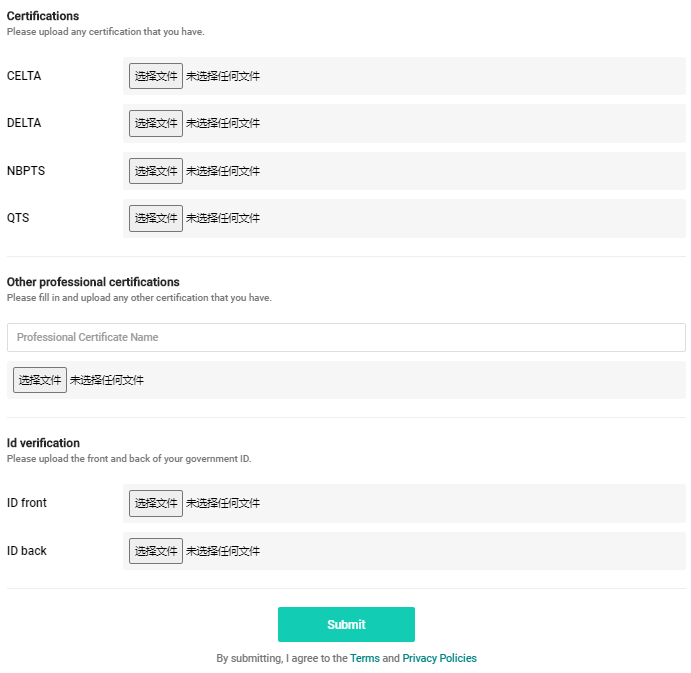 Certifications
Please upload any certification that you have.
CELTA 选择文件 未选择任何文件
DELTA 选择文件 未选择任何文件
NBPTS 选择文件 未选择任何文件
QTS 选择文件 未选择任何文件
Other professional certifications
Please fill in and upload any other certification that you have.
Professional Certificate Name
选择文件 未选择任何文件
Id verification
Please upload the front and back of your government ID.
ID front 选择文件 未选择任何文件
ID back 选择文件 未选择任何文件
Submit
By submitting, I agree to the Terms and Privacy Policies